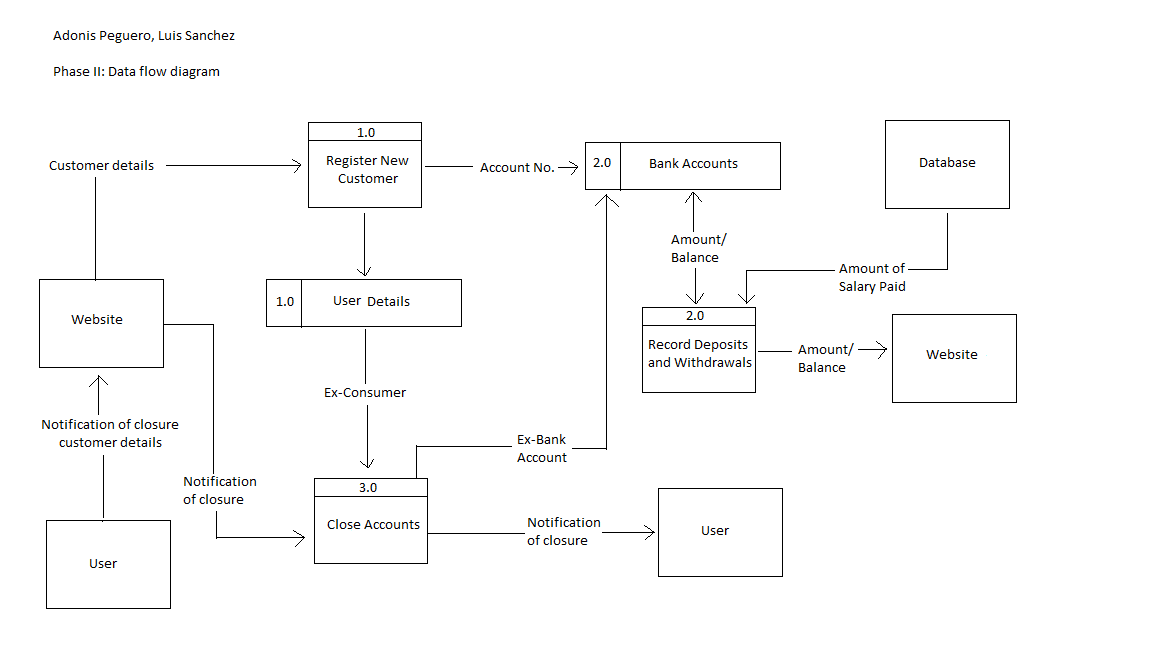 Adonis Peguero, Luis Sanchez
Phase II: Data flow diagram
1.0
Register New
Customer
Customer details
Account No.
2.0
Bank Accounts
Database
Amount/
Balance
Amount of
Salary Paid
1.0
User Details
Website
2.0
Record Deposits
and Withdrawals
Amount/
Balance
Website
Ex-Consumer
Notification of closure
customer details
Ex-Bank
Account
Notification
of closure
3.0
Close Accounts
Notification
of closure
User
User